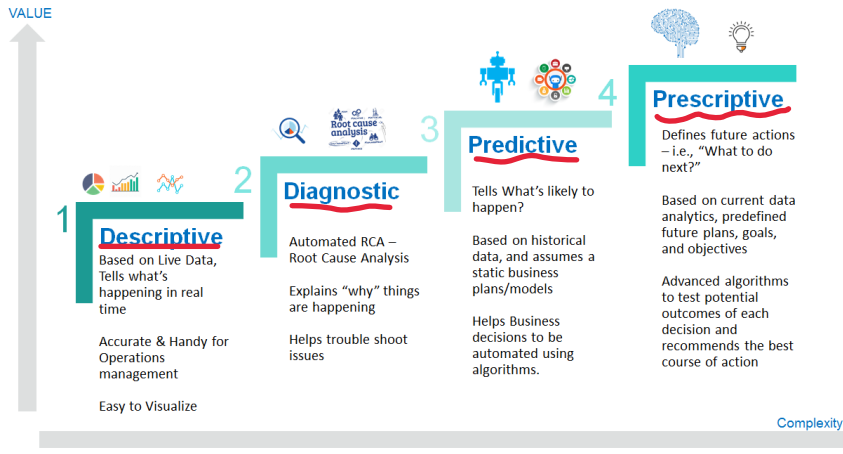 VALUE
1
Descriptive
Based on Live Data,
Tells what's
happening in real
time
Accurate & Handy for
Operations
management
Easy to Visualize
2
Root cause
analysis
Diagnostic
Automated RCA –
Root Cause Analysis
Explains “why” things
are happening
Helps trouble shoot
issues
3
Predictive
Tells What's likely to
happen?
Based on historical
data, and assumes a
static business
plans/models
Helps Business
decisions to be
automated using
algorithms.
4
Prescriptive
Defines future actions
– i.e., “What to do
next?”
Based on current data
analytics, predefined
future plans, goals,
and objectives
Advanced algorithms
to test potential
outcomes of each
decision and
recommends the best
course of action
Complexity